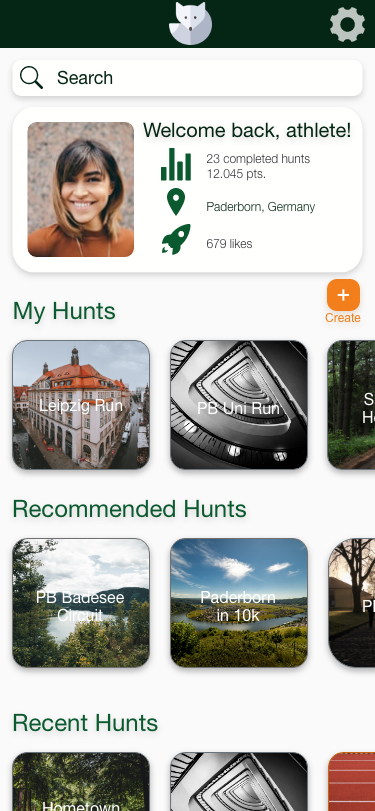 Search
Welcome back, athlete!
23 completed hunts
12.045 pts.
Paderborn, Germany
679 likes
My Hunts
Create
Leipzig Run
PB Uni Run
Recommended Hunts
PB Badesee
Circuit
Paderborn
in 10k
Recent Hunts
Hometown